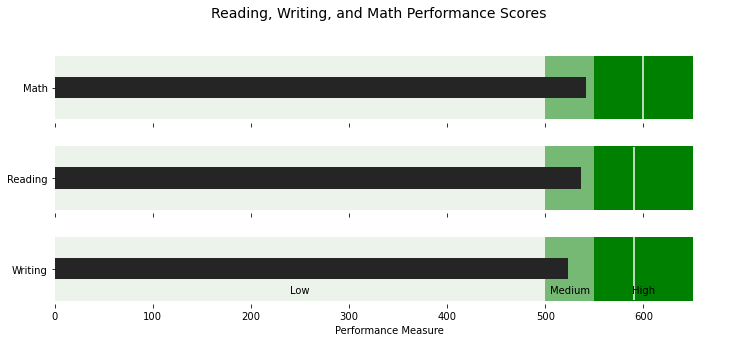 Reading, Writing, and Math Performance Scores
Math
0 100 200 300 400 500 600
Reading
Writing
Low Medium High
Performance Measure